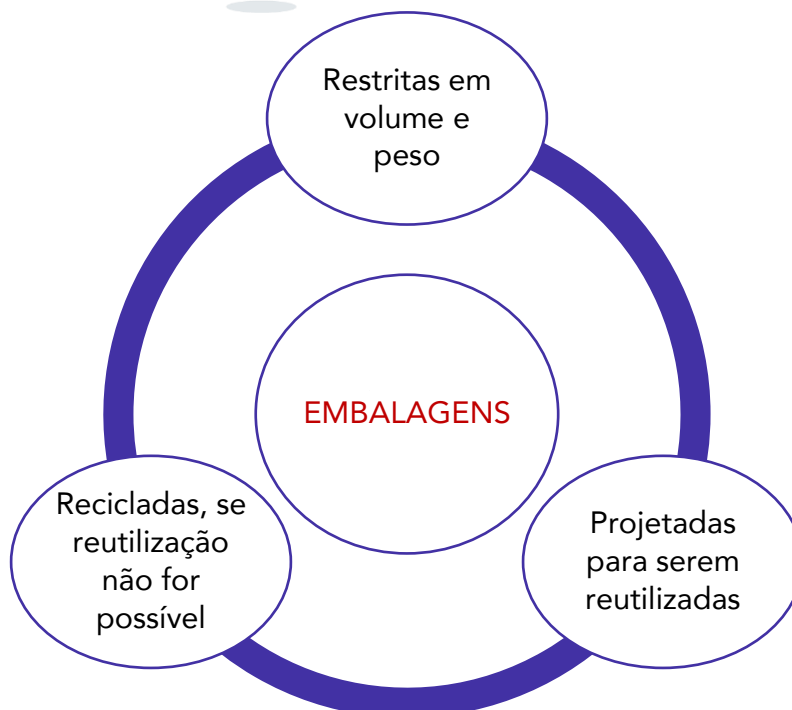 Restritas em
volume e
peso
EMBALAGENS
Recicladas, se
reutilização
não for
possível
Projetadas
para serem
reutilizadas